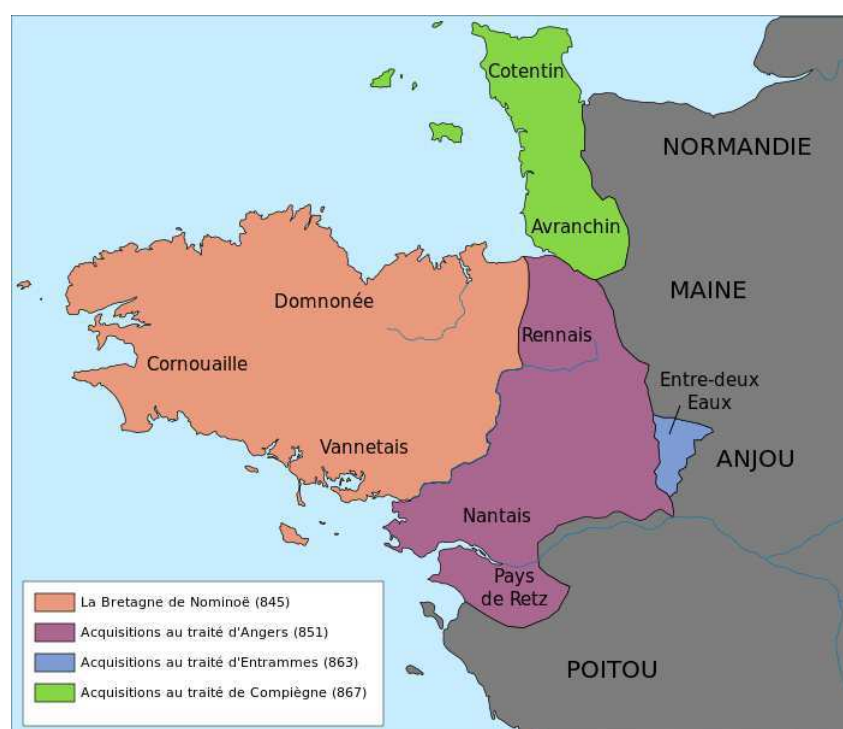 Cotentin
NORMANDIE
Avranchin
MAINE
Domnonée
Rennais
Cornouaille
Entre-deux
Eaux
Vannetais
ANJOU
Nantais
Pays
de Retz
POITOU
La Bretagne de Nominoë (845)
Acquisitions au traité d'Angers (851)
Acquisitions au traité d'Entrammes (863)
Acquisitions au traité de Compiègne (867)